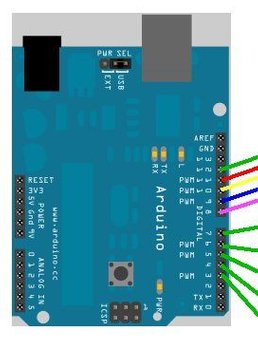 PWR SEL
EXT
USB
AREF
GND
13
12
PWM 11
PWM 10
PWM 9
8
DIGITAL
7
PWM 6
PWM 5
4
PWM 3
2
TX 1
RX 0
RX
TX
L
RESET
3V3
5V
Gnd
9V
POWER
www.arduino.cc
Arduino
ANALOG IN
0
1
2
3
4
5
ICSP
1
PWR